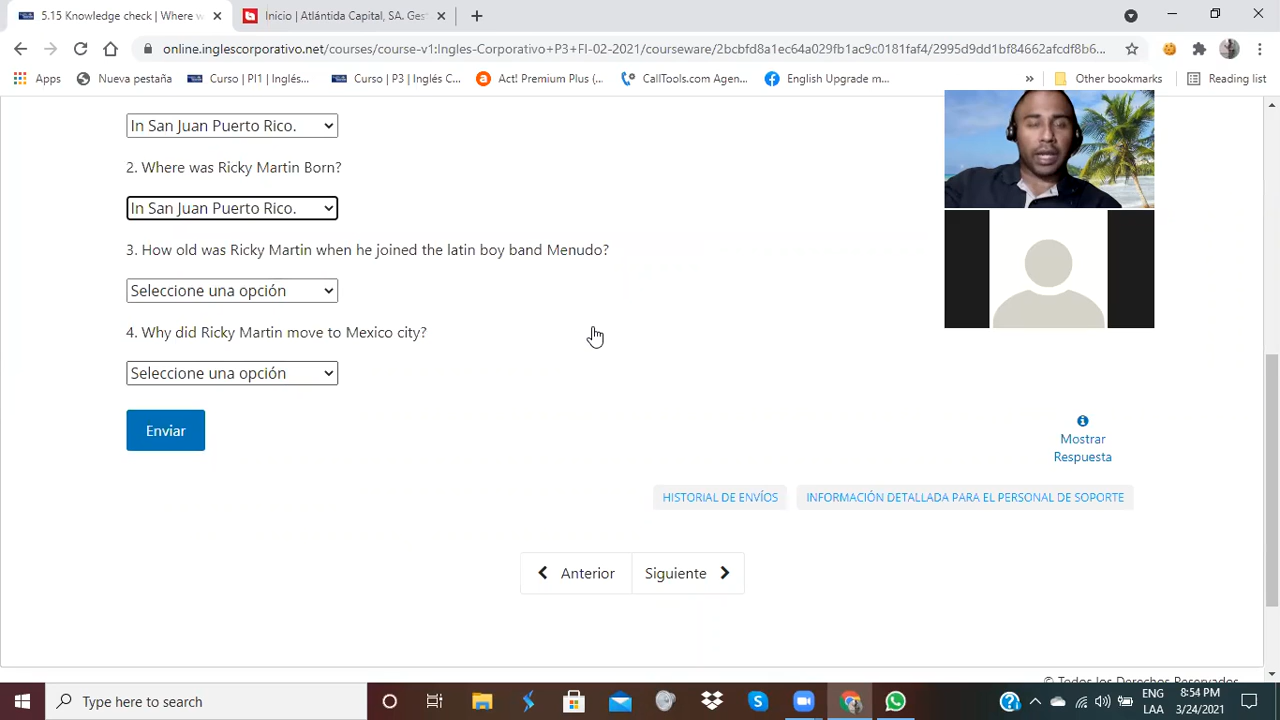 5.15 Knowledge check | Where w
Inicio | Atlántida Capital, SA. Ges
online.inglescorporativo.net/courses/course-v1:Ingles-Corporativo+P3+FI-02-2021/courseware/2bcbfd8a1ec64a029fb1ac9c0181faf4/2995d9dd1bf84662afcdf8b6...
Apps
Nueva pestaña
Curso | PI1 | Inglés...
Curso | P3 | Inglés C...
Act! Premium Plus (...
CallTools.com Agen...
English Upgrade m...
»
Other bookmarks
Reading list
In San Juan Puerto Rico.
2. Where was Ricky Martin Born?
In San Juan Puerto Rico.
3. How old was Ricky Martin when he joined the latin boy band Menudo?
Seleccione una opción
4. Why did Ricky Martin move to Mexico city?
Seleccione una opción
Enviar
Mostrar
Respuesta
HISTORIAL DE ENVÍOS
INFORMACIÓN DETALLADA PARA EL PERSONAL DE SOPORTE
Anterior
Siguiente
© Todos los Derechos Reservados
Type here to search
ENG
LAA
8:54 PM
3/24/2021